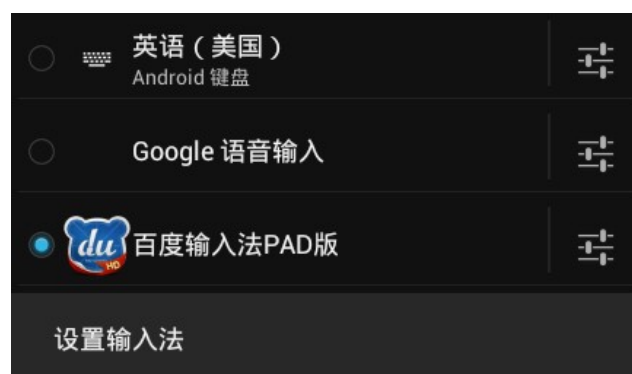 英语（美国）
Android 键盘
Google 语音输入
du
HD
百度输入法PAD版
设置输入法